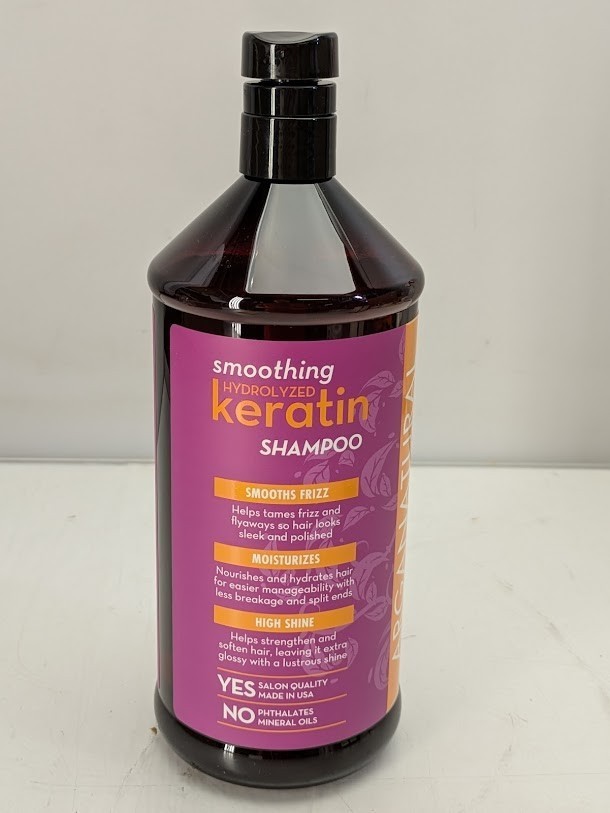 smoothing
HYDROLYZED
keratin
SHAMPOO
SMOOTHS FRIZZ
Helps tames frizz and
flyaways so hair looks
sleek and polished
MOISTURIZES
Nourishes and hydrates hair
for easier manageability with
less breakage and split ends
HIGH SHINE
Helps strengthen and
soften hair, leaving it extra
glossy with a lustrous shine
YES SALON QUALITY
MADE IN USA
NO PHTHALATES
MINERAL OILS
ARGANATURAL